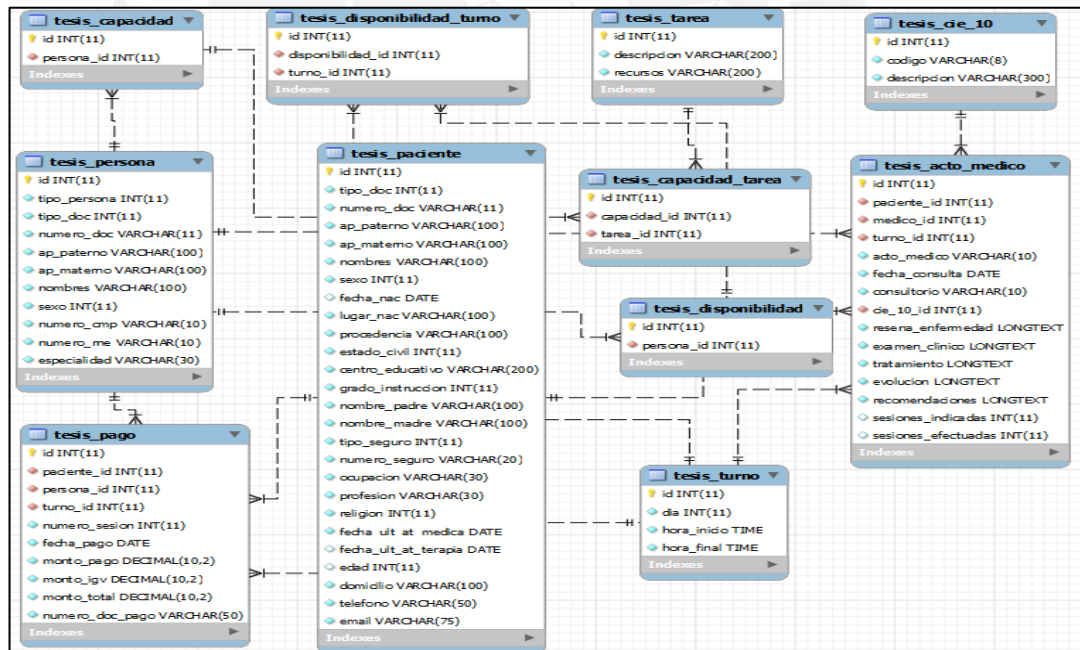 tesis_capacidad
id INT(11)
persona_id INT(11)
Indexes
tesis_disponibilidad_turno
id INT(11)
disponibilidad_id INT(11)
turno_id INT(11)
Indexes
tesis_tarea
id INT(11)
descripcion VARCHAR(200)
recursos VARCHAR(200)
Indexes
tesis_cie_10
id INT(11)
codigo VARCHAR(8)
descripcion VARCHAR(300)
Indexes
tesis_persona
id INT(11)
tipo_persona INT(11)
tipo_doc INT(11)
numero_doc VARCHAR(11)
ap_paterno VARCHAR(100)
ap_materno VARCHAR(100)
nombres VARCHAR(100)
sexo INT(11)
numero_cmp VARCHAR(10)
numero_rne VARCHAR(10)
especialidad VARCHAR(30)
Indexes
tesis_paciente
id INT(11)
tipo_doc INT(11)
numero_doc VARCHAR(11)
ap_paterno VARCHAR(100)
ap_materno VARCHAR(100)
nombres VARCHAR(100)
sexo INT(11)
fecha_nac DATE
lugar_nac VARCHAR(100)
procedencia VARCHAR(100)
estado_civil INT(11)
centro_educativo VARCHAR(200)
grado_instruccion INT(11)
nombre_padre VARCHAR(100)
nombre_madre VARCHAR(100)
tipo_seguro INT(11)
numero_seguro VARCHAR(20)
ocupacion VARCHAR(30)
profesion VARCHAR(30)
religion INT(11)
fecha_ult_at_medica DATE
fecha_ult_at_terapia DATE
edad INT(11)
domicilio VARCHAR(100)
telefono VARCHAR(50)
email VARCHAR(75)
Indexes
tesis_capacidad_tarea
id INT(11)
capacidad_id INT(11)
tarea_id INT(11)
Indexes
tesis_acto_medico
id INT(11)
paciente_id INT(11)
medico_id INT(11)
turno_id INT(11)
acto_medico VARCHAR(10)
fecha_consulta DATE
consultorio VARCHAR(10)
cie_10_id INT(11)
resena_enfermedad LONGTEXT
examen_clinico LONGTEXT
tratamiento LONGTEXT
evolucion LONGTEXT
recomendaciones LONGTEXT
sesiones_indicadas INT(11)
sesiones_efectuadas INT(11)
Indexes
tesis_disponibilidad
id INT(11)
persona_id INT(11)
Indexes
tesis_pago
id INT(11)
paciente_id INT(11)
persona_id INT(11)
turno_id INT(11)
numero_sesion INT(11)
fecha_pago DATE
monto_pago DECIMAL(10,2)
monto_igv DECIMAL(10,2)
monto_total DECIMAL(10,2)
numero_doc_pago VARCHAR(50)
Indexes
tesis_turno
id INT(11)
dia INT(11)
hora_inicio TIME
hora_final TIME
Indexes